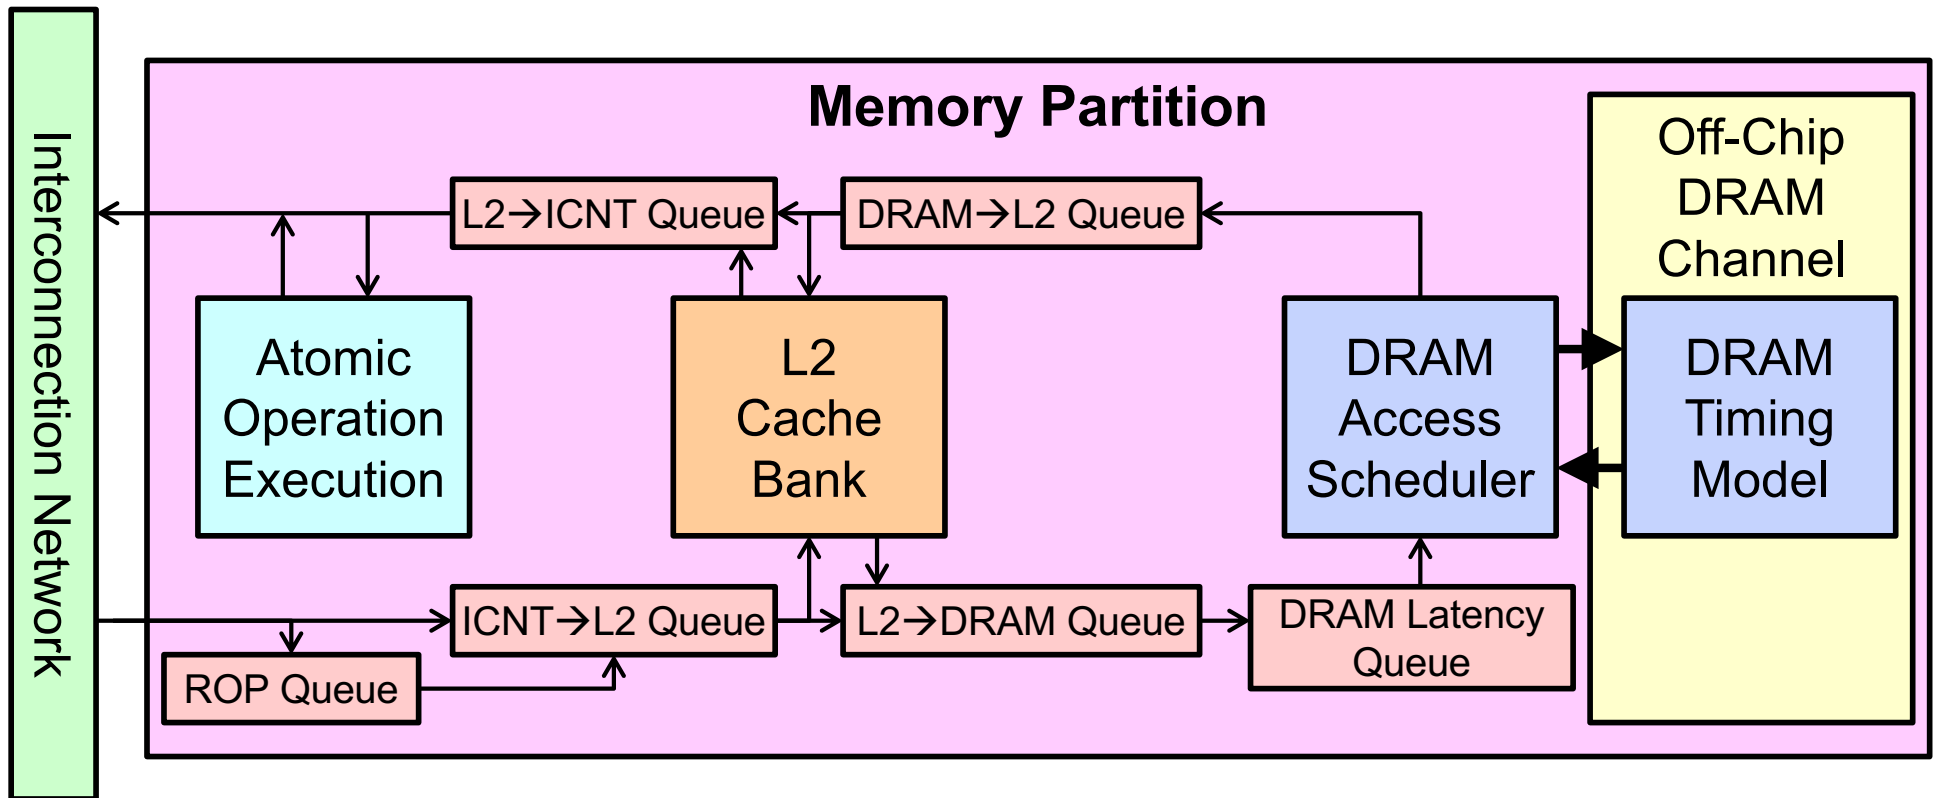 Interconnection Network
Memory Partition
Off-Chip
DRAM
Channel
L2→ICNT Queue
DRAM→L2 Queue
Atomic
Operation
Execution
L2
Cache
Bank
DRAM
Access
Scheduler
DRAM
Timing
Model
ICNT→L2 Queue
L2→DRAM Queue
DRAM Latency
Queue
ROP Queue